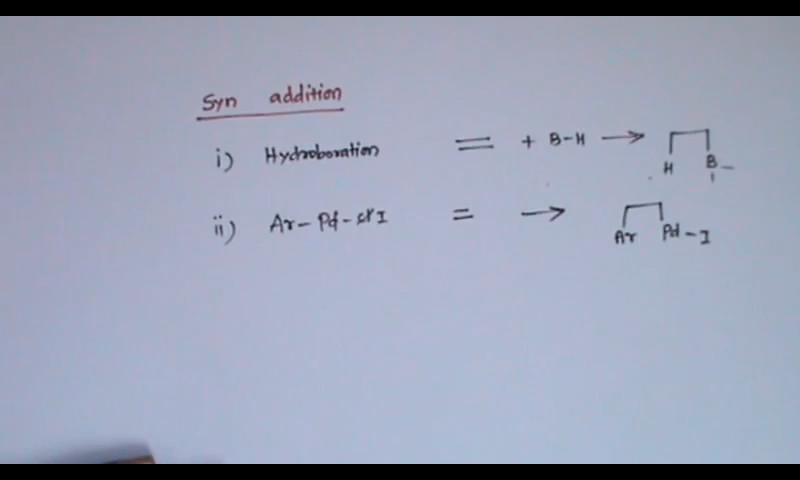 Syn addition
i) Hydroboration = + B-H → H B-
ii) Ar-Pd-I = → Ar Pd-I